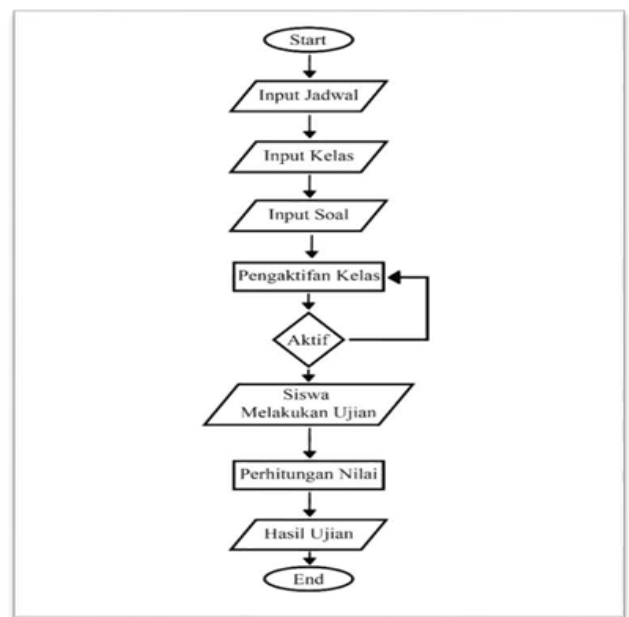 Start
Input Jadwal
Input Kelas
Input Soal
Pengaktifan Kelas
Aktif
Siswa
Melakukan Ujian
Perhitungan Nilai
Hasil Ujian
End